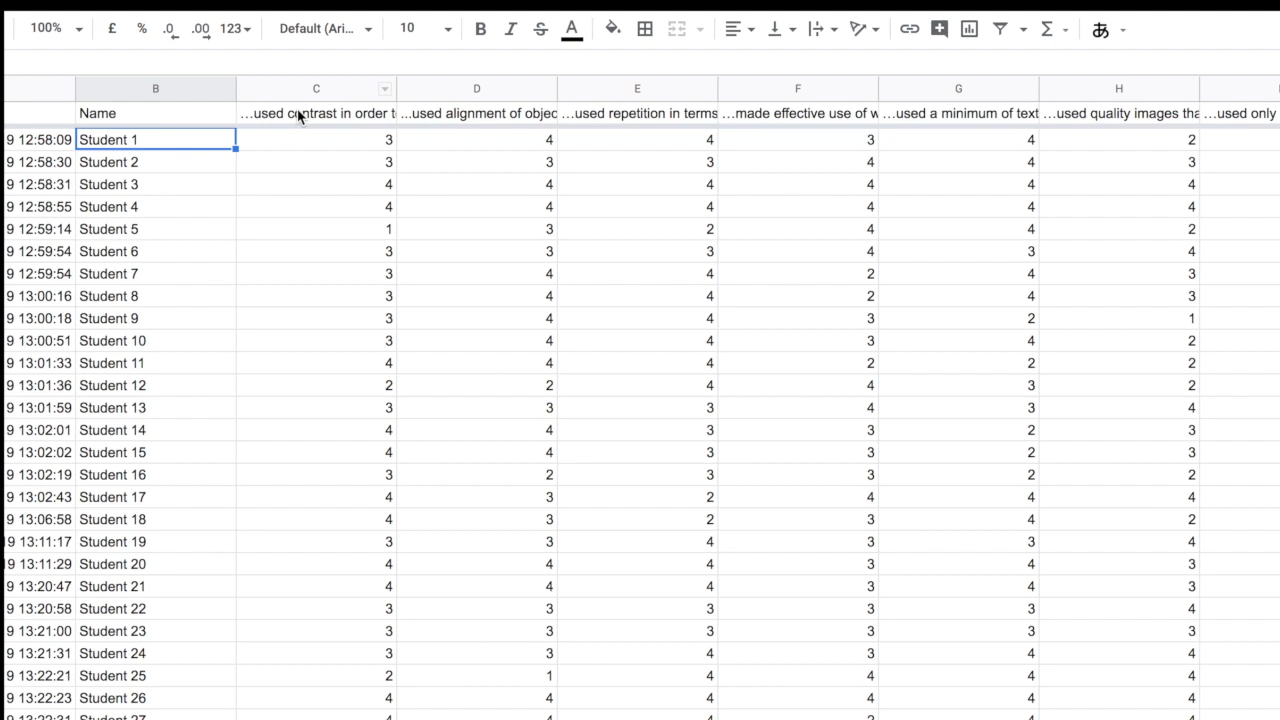 100% £ % .0 .00 123 Default (Ari... 10 B I S A Σ あ
B C D E F G H
Name ...used contrast in order t ...used alignment of objec ...used repetition in terms ...made effective use of w ...used a minimum of text ...used quality images tha ...used only
9 12:58:09 Student 1 3 4 4 3 4 2
9 12:58:30 Student 2 3 3 3 4 4 3
9 12:58:31 Student 3 4 4 4 4 4 4
9 12:58:55 Student 4 4 4 4 4 4 4
9 12:59:14 Student 5 1 3 2 4 4 2
9 12:59:54 Student 6 3 3 3 4 3 4
9 12:59:54 Student 7 3 4 4 2 4 3
9 13:00:16 Student 8 3 4 4 2 4 3
9 13:00:18 Student 9 3 4 4 3 2 1
9 13:00:51 Student 10 3 4 4 3 4 2
9 13:01:33 Student 11 4 4 4 2 2 2
9 13:01:36 Student 12 2 2 4 4 3 2
9 13:01:59 Student 13 3 3 3 4 3 4
9 13:02:01 Student 14 4 4 3 3 2 3
9 13:02:02 Student 15 4 4 3 3 2 3
9 13:02:19 Student 16 3 2 3 3 2 2
9 13:02:43 Student 17 4 3 2 4 4 4
9 13:06:58 Student 18 4 3 2 3 4 2
9 13:11:17 Student 19 3 3 4 3 3 4
9 13:11:29 Student 20 4 4 4 3 4 3
9 13:20:47 Student 21 4 4 4 3 4 3
9 13:20:58 Student 22 3 3 3 3 3 4
9 13:21:00 Student 23 3 3 3 3 3 3
9 13:21:31 Student 24 3 3 4 3 4 4
9 13:22:21 Student 25 2 1 4 4 4 4
9 13:22:23 Student 26 4 4 4 4 4 4